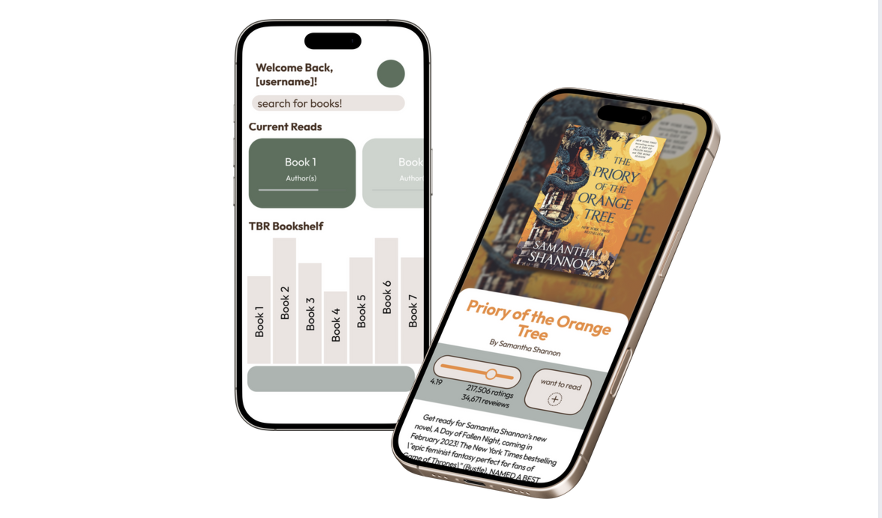 Welcome Back,
[username]!
search for books!
Current Reads
Book 1
Author(s)
Book
Author
TBR Bookshelf
Book 1
Book 2
Book 3
Book 4
Book 5
Book 6
Book 7
THE
PRIORY
OF THE
ORANGE
TREE
SAMANTHA
SHANNON
Priory of the Orange
Tree
By Samantha Shannon
4.19
217,506 ratings
34,671 reveiews
want to read
+
Get ready for Samantha Shannon's new
novel, A Day of Fallen Night, coming in
February 2023! The New York Times bestselling
\"epic feminist fantasy perfect for fans of
Game of Thrones\" (Bustle). NAMED A BEST